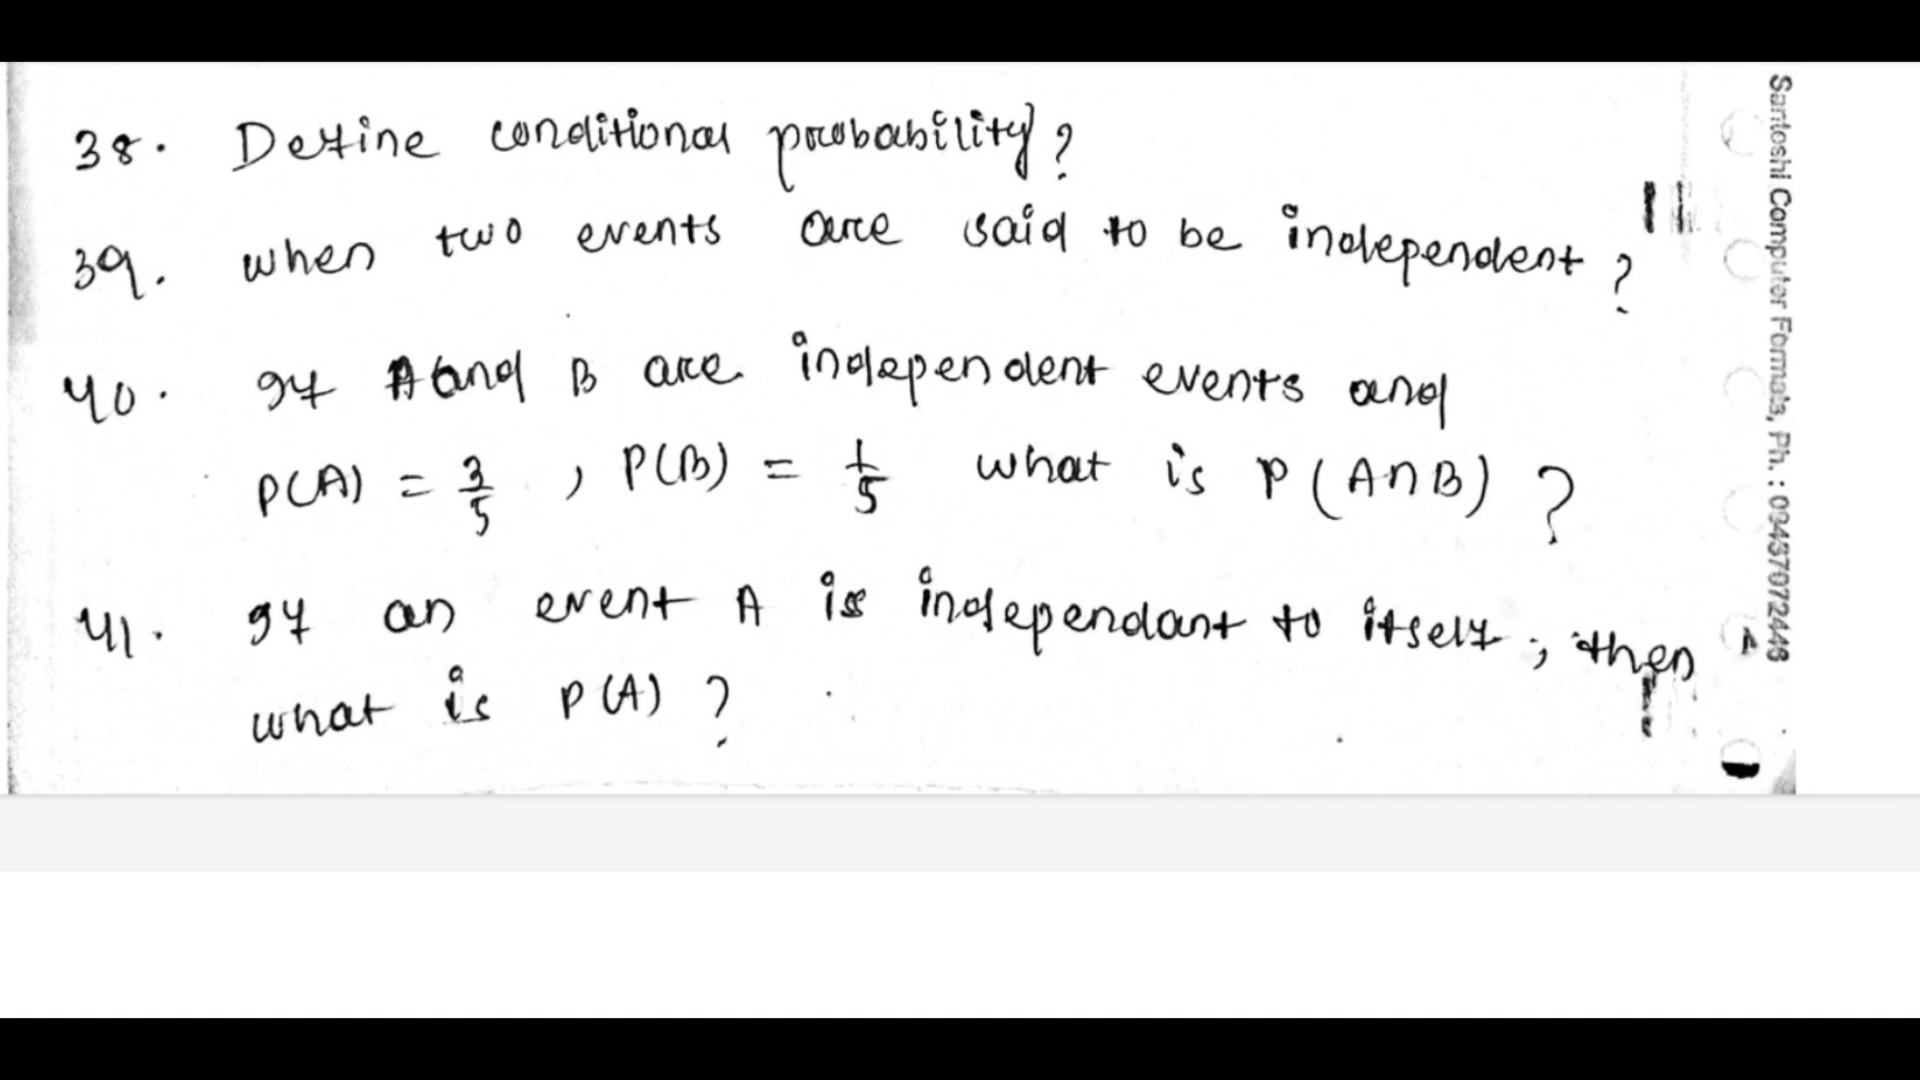 38. Define conditional probability?
39. when two events are said to be independent?
40. If A and B are independent events and
P(A) = 3/5 , P(B) = 1/5 what is P(A∩B) ?
41. If an event A is independant to itself, then
what is P(A) ?
Santoshi Computer Formats, Ph. : 09437072446